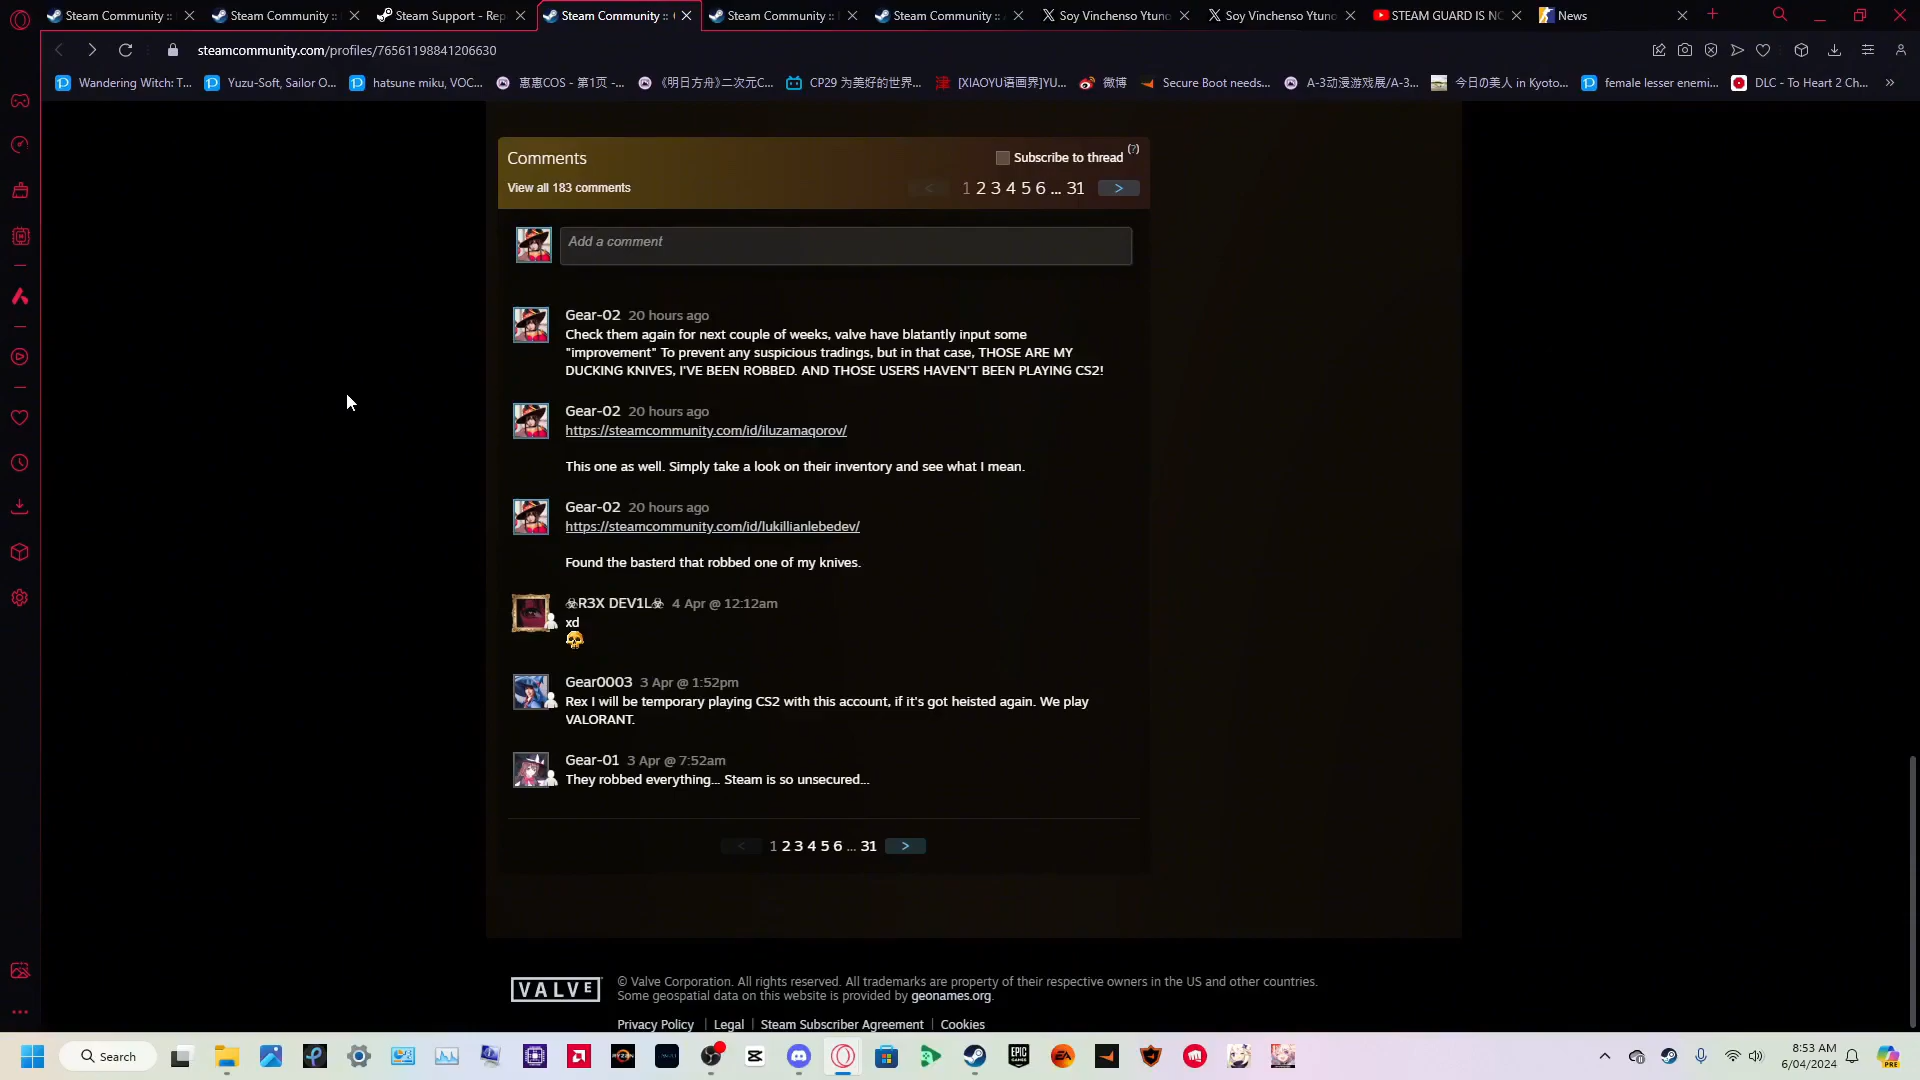 Steam Community ::
Steam Community ::
Steam Support - Rep
Steam Community ::
Steam Community ::
Steam Community ::
Soy Vinchenso Ytuno
Soy Vinchenso Ytuno
STEAM GUARD IS NO
News
steamcommunity.com/profiles/76561198841206630
Wandering Witch: T...
Yuzu-Soft, Sailor O...
hatsune miku, VOC...
惠惠COS - 第1页 -...
《明日方舟》二次元C...
CP29 为美好的世界...
[XIAOYU语画界]YU...
微博
Secure Boot needs...
A-3动漫游戏展/A-3...
今日の美人 in Kyoto...
female lesser enemi...
DLC - To Heart 2 Ch...
Comments
Subscribe to thread (?)
View all 183 comments
< 1 2 3 4 5 6 ... 31 >
Add a comment
Gear-02 20 hours ago
Check them again for next couple of weeks, valve have blatantly input some
"improvement" To prevent any suspicious tradings, but in that case, THOSE ARE MY
DUCKING KNIVES, I'VE BEEN ROBBED. AND THOSE USERS HAVEN'T BEEN PLAYING CS2!
Gear-02 20 hours ago
https://steamcommunity.com/id/iluzamaqorov/
This one as well. Simply take a look on their inventory and see what I mean.
Gear-02 20 hours ago
https://steamcommunity.com/id/lukillianlebedev/
Found the basterd that robbed one of my knives.
☠R3X DEV1L☠ 4 Apr @ 12:12am
xd
Gear0003 3 Apr @ 1:52pm
Rex I will be temporary playing CS2 with this account, if it's got heisted again. We play
VALORANT.
Gear-01 3 Apr @ 7:52am
They robbed everything... Steam is so unsecured...
< 1 2 3 4 5 6 ... 31 >
VALVE
© Valve Corporation. All rights reserved. All trademarks are property of their respective owners in the US and other countries.
Some geospatial data on this website is provided by geonames.org.
Privacy Policy | Legal | Steam Subscriber Agreement | Cookies
Search
RYZEN
EPIC GAMES
EA
8:53 AM
6/04/2024
PRE